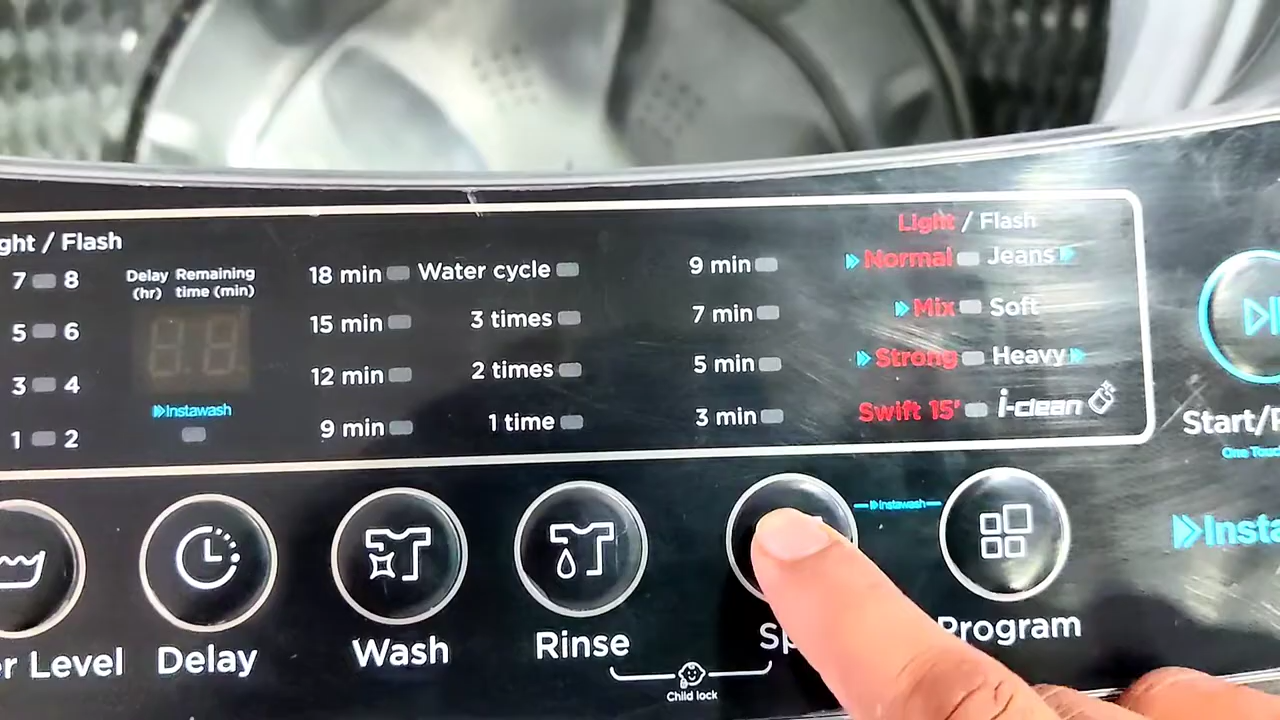 ght / Flash
7 8
5 6
3 4
1 2
Delay Remaining
(hr) time (min)
8.8
Instawash
18 min
15 min
12 min
9 min
Water cycle
3 times
2 times
1 time
9 min
7 min
5 min
3 min
Light / Flash
Normal Jeans
Mix Soft
Strong Heavy
Swift 15' i-clean
Start/P
One Touc
Insta
Instawash
r Level
Delay
Wash
Rinse
Sp
Program
Child lock